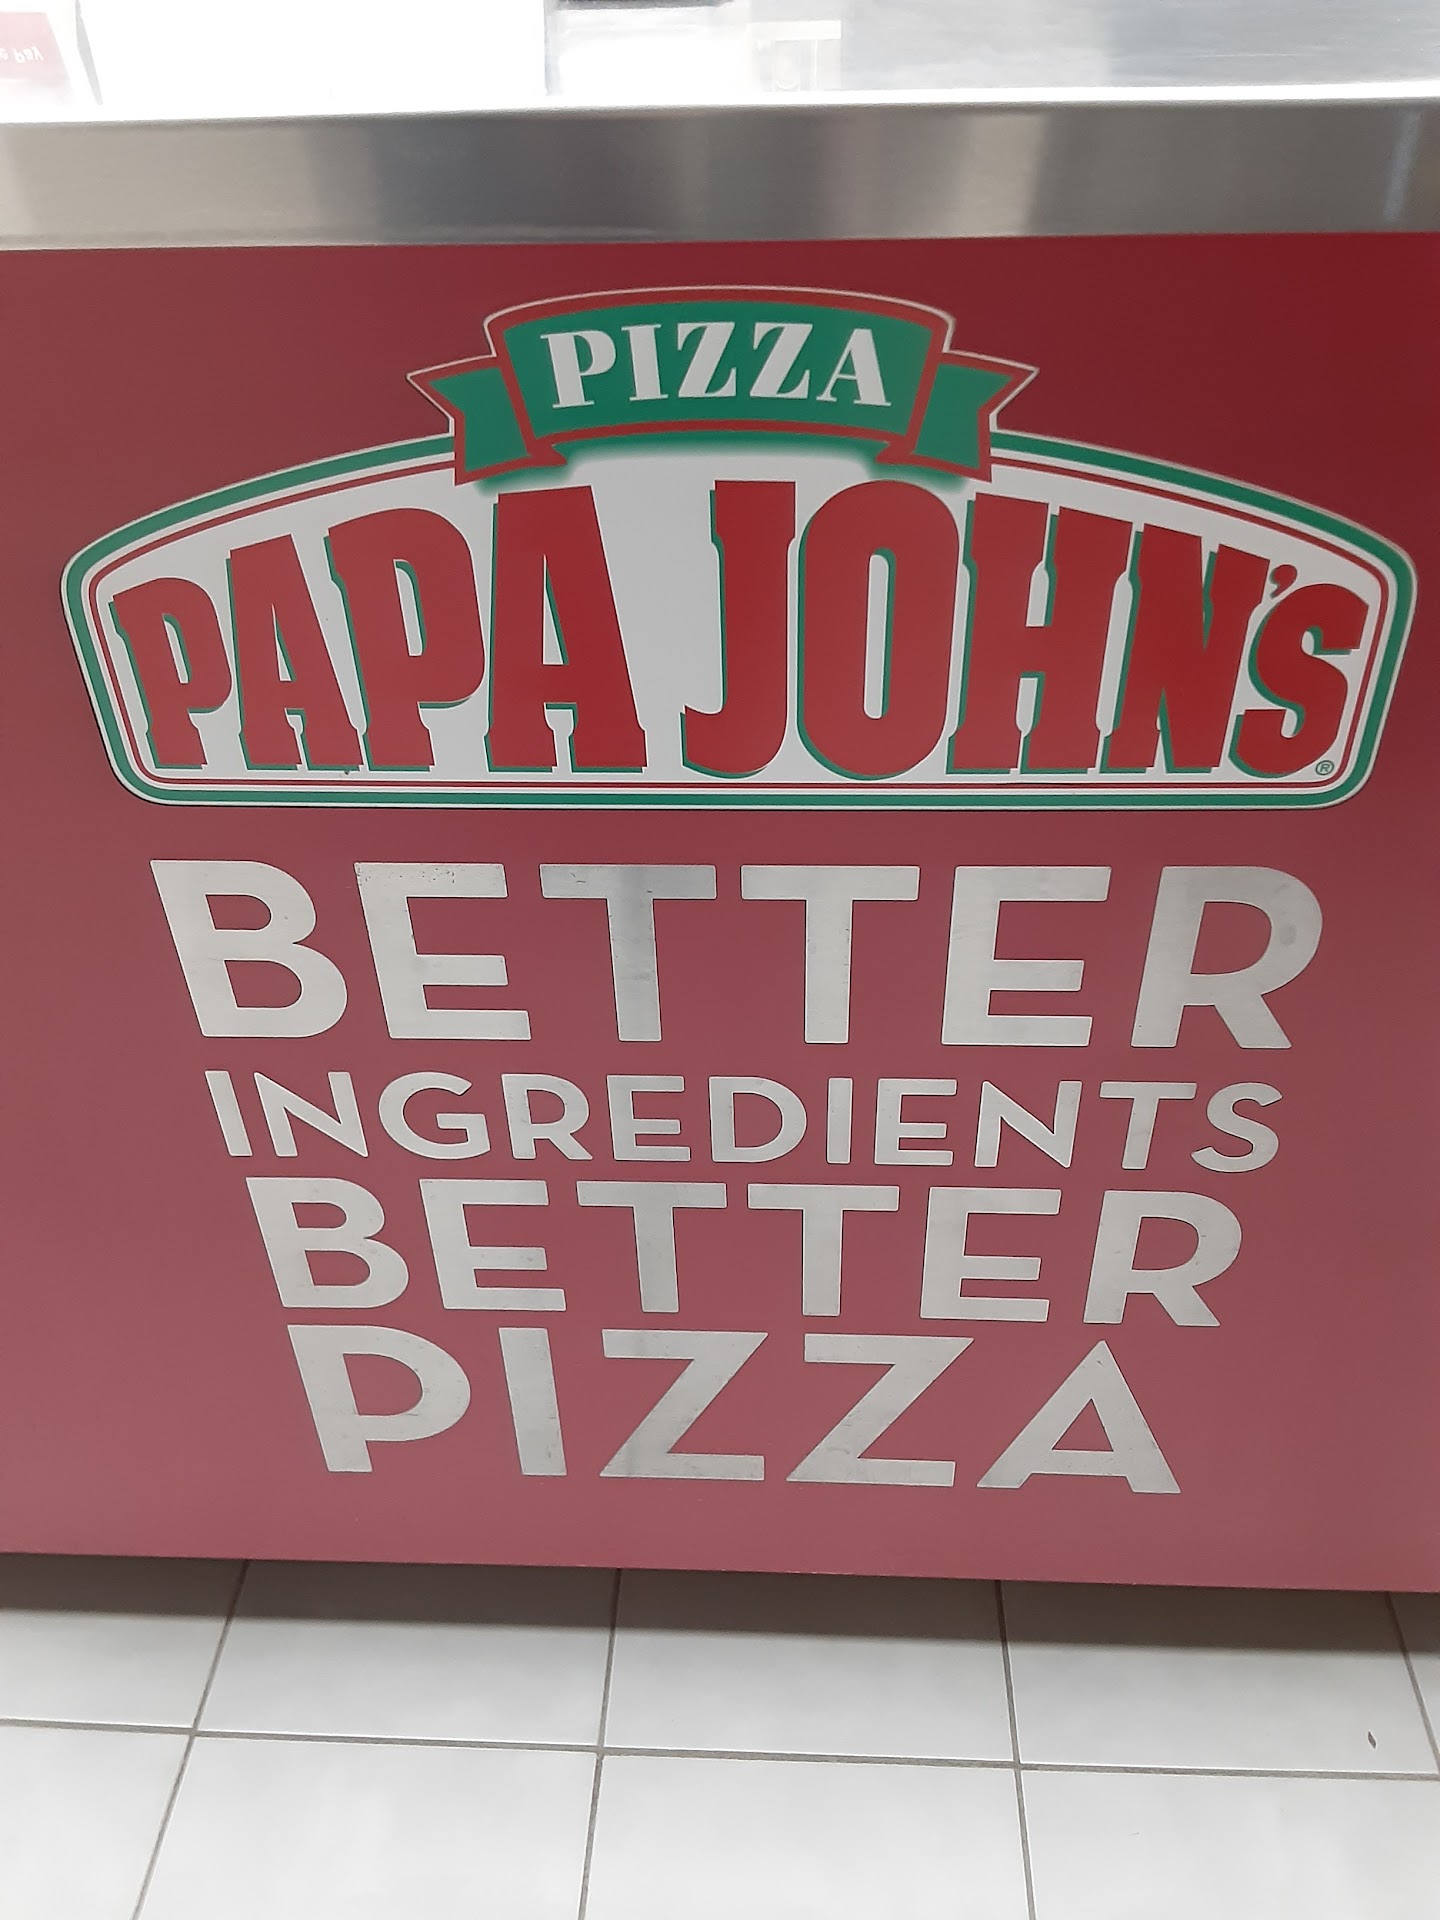 PIZZA
PAPA JOHN'S®
BETTER
INGREDIENTS
BETTER
PIZZA